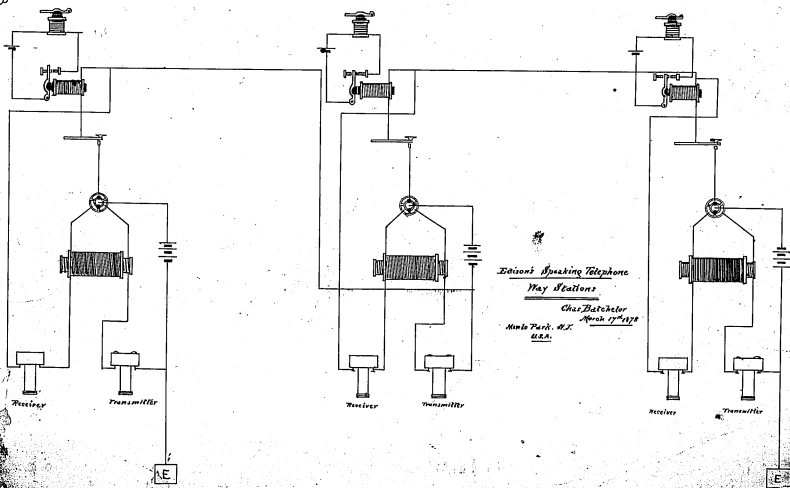 Edison's Speaking Telephone
Way Stations
Chas Batchelor
March 17th 1878
Menlo Park. N.J.
U.S.A.
Receiver
Transmitter
Receiver
Transmitter
Receiver
Transmitter
E
E